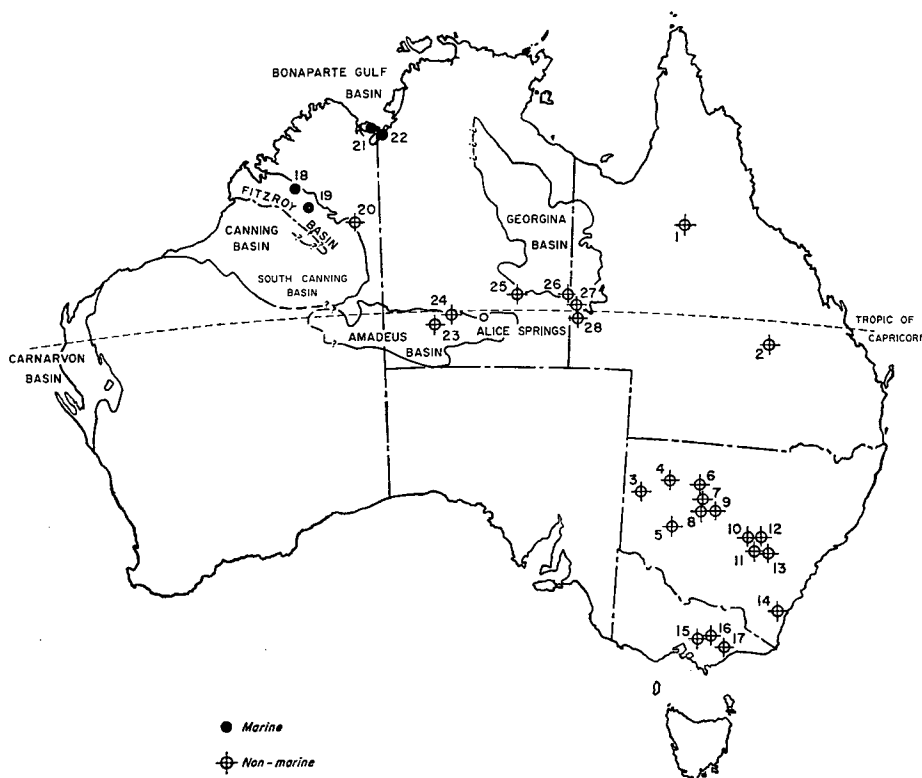 BONAPARTE GULF
BASIN
21
22
18
19
FITZROY
BASIN
20
CANNING
BASIN
SOUTH CANNING
BASIN
?
?
?
GEORGINA
BASIN
1
25
26
27
24
28
23
AMADEUS
ALICE SPRINGS
BASIN
TROPIC OF
CAPRICORN
CARNARVON
BASIN
2
3
4
6
7
5
8
9
10
12
11
13
14
15
16
17
Marine
Non-marine